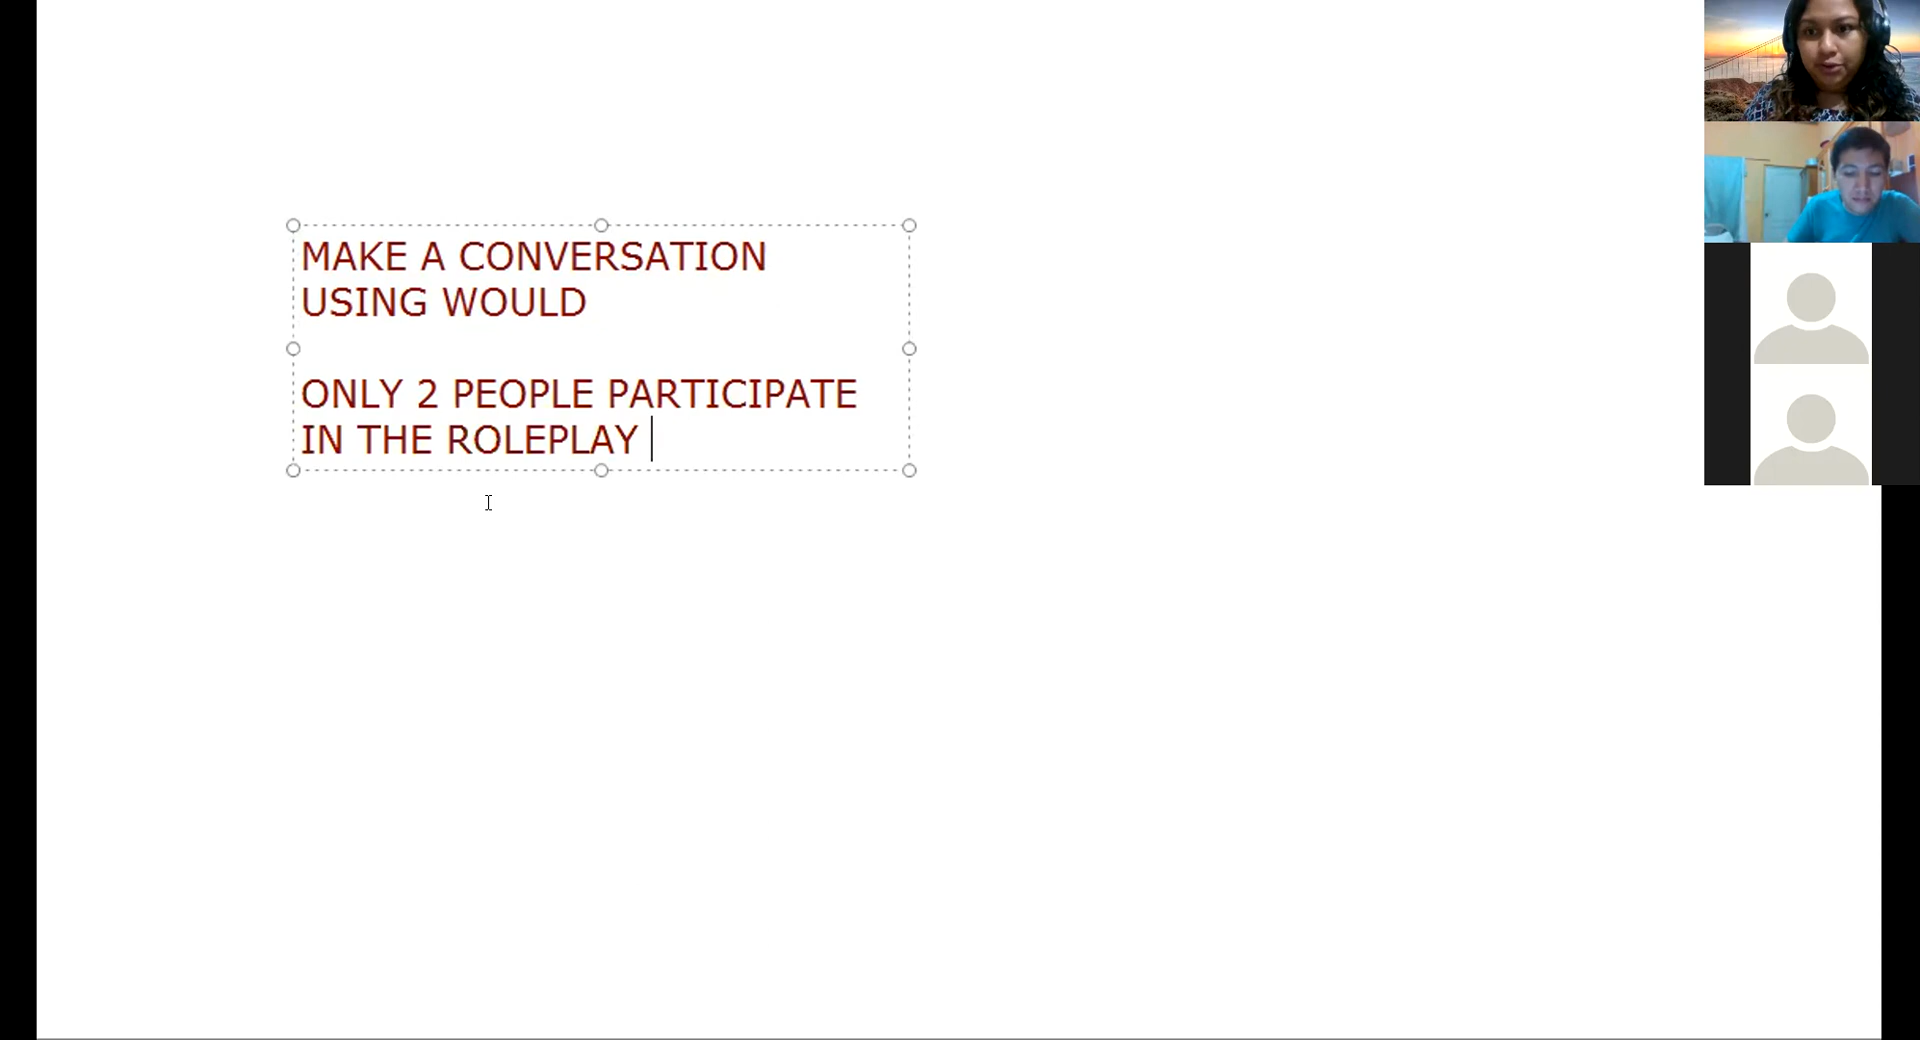 MAKE A CONVERSATION
USING WOULD
ONLY 2 PEOPLE PARTICIPATE
IN THE ROLEPLAY